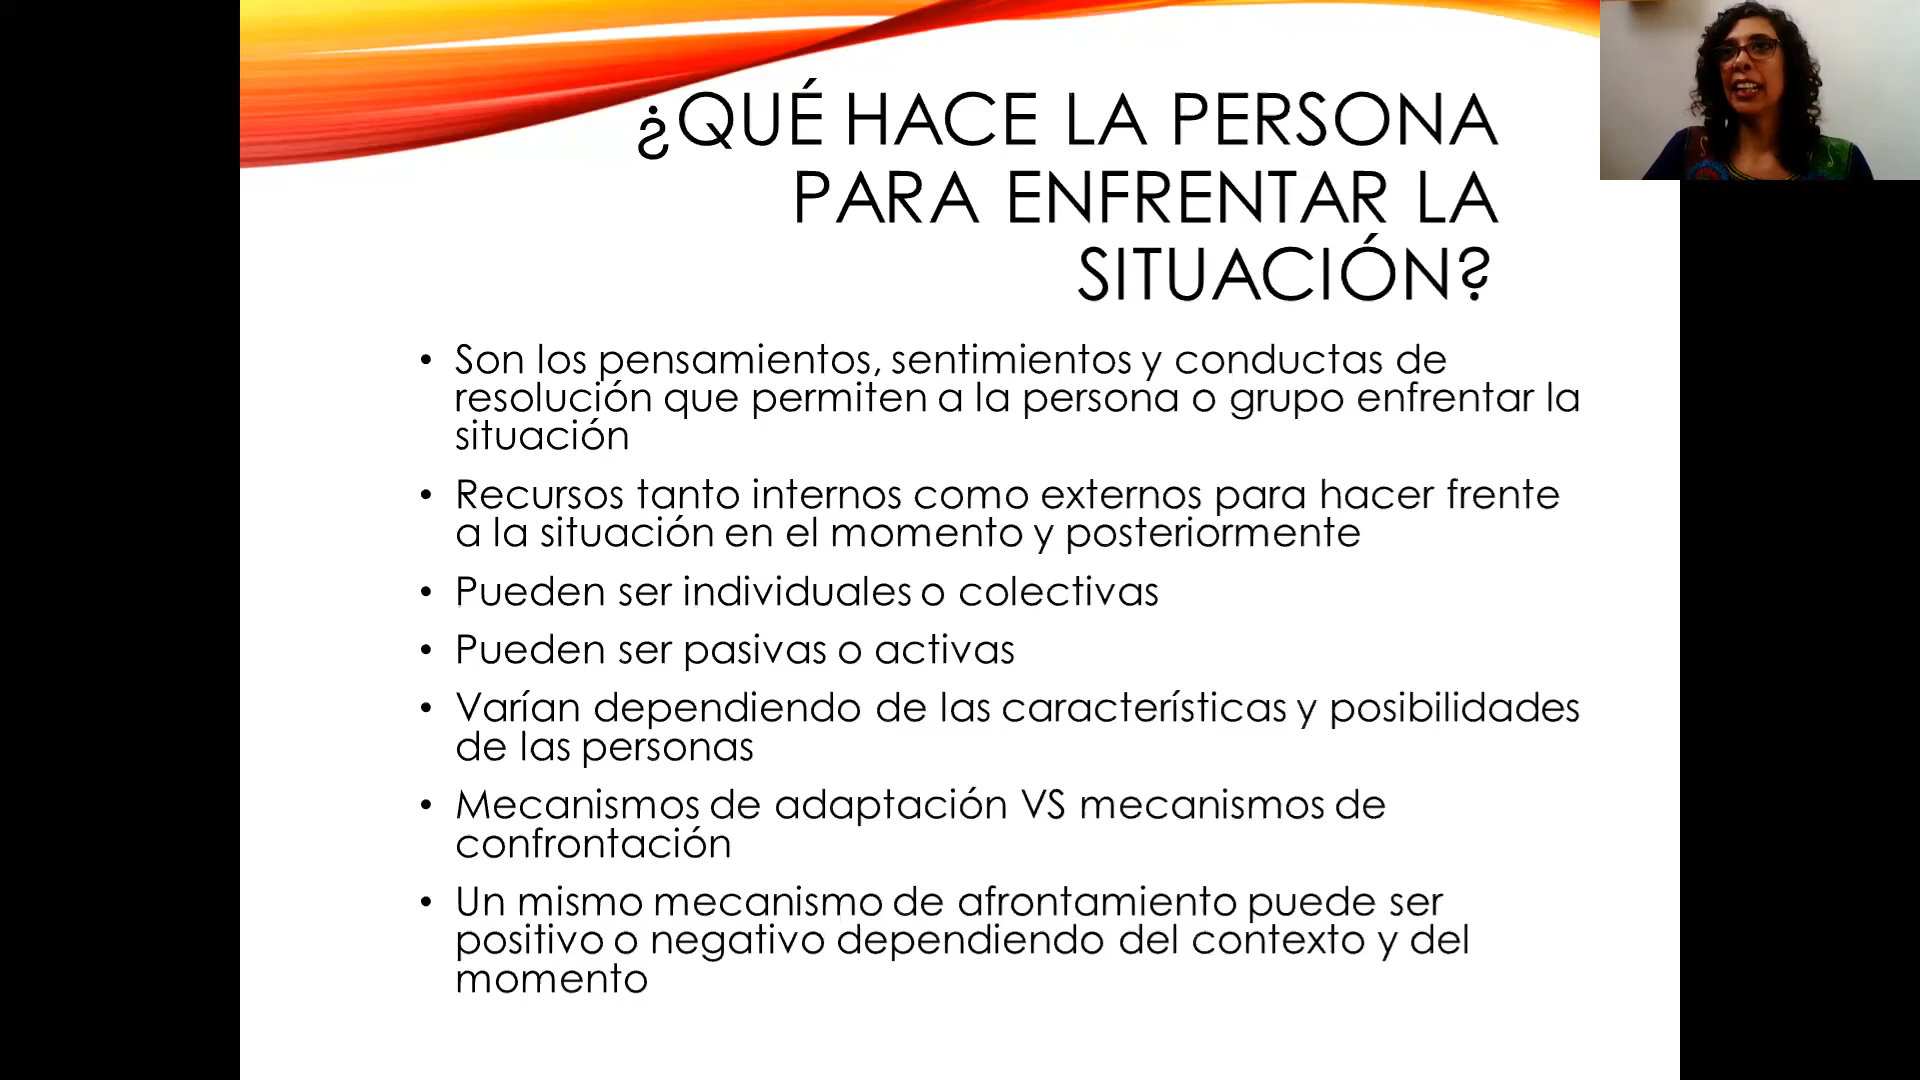 ¿QUÉ HACE LA PERSONA
PARA ENFRENTAR LA
SITUACIÓN?
• Son los pensamientos, sentimientos y conductas de
resolución que permiten a la persona o grupo enfrentar la
situación
• Recursos tanto internos como externos para hacer frente
a la situación en el momento y posteriormente
• Pueden ser individuales o colectivas
• Pueden ser pasivas o activas
• Varían dependiendo de las características y posibilidades
de las personas
• Mecanismos de adaptación VS mecanismos de
confrontación
• Un mismo mecanismo de afrontamiento puede ser
positivo o negativo dependiendo del contexto y del
momento